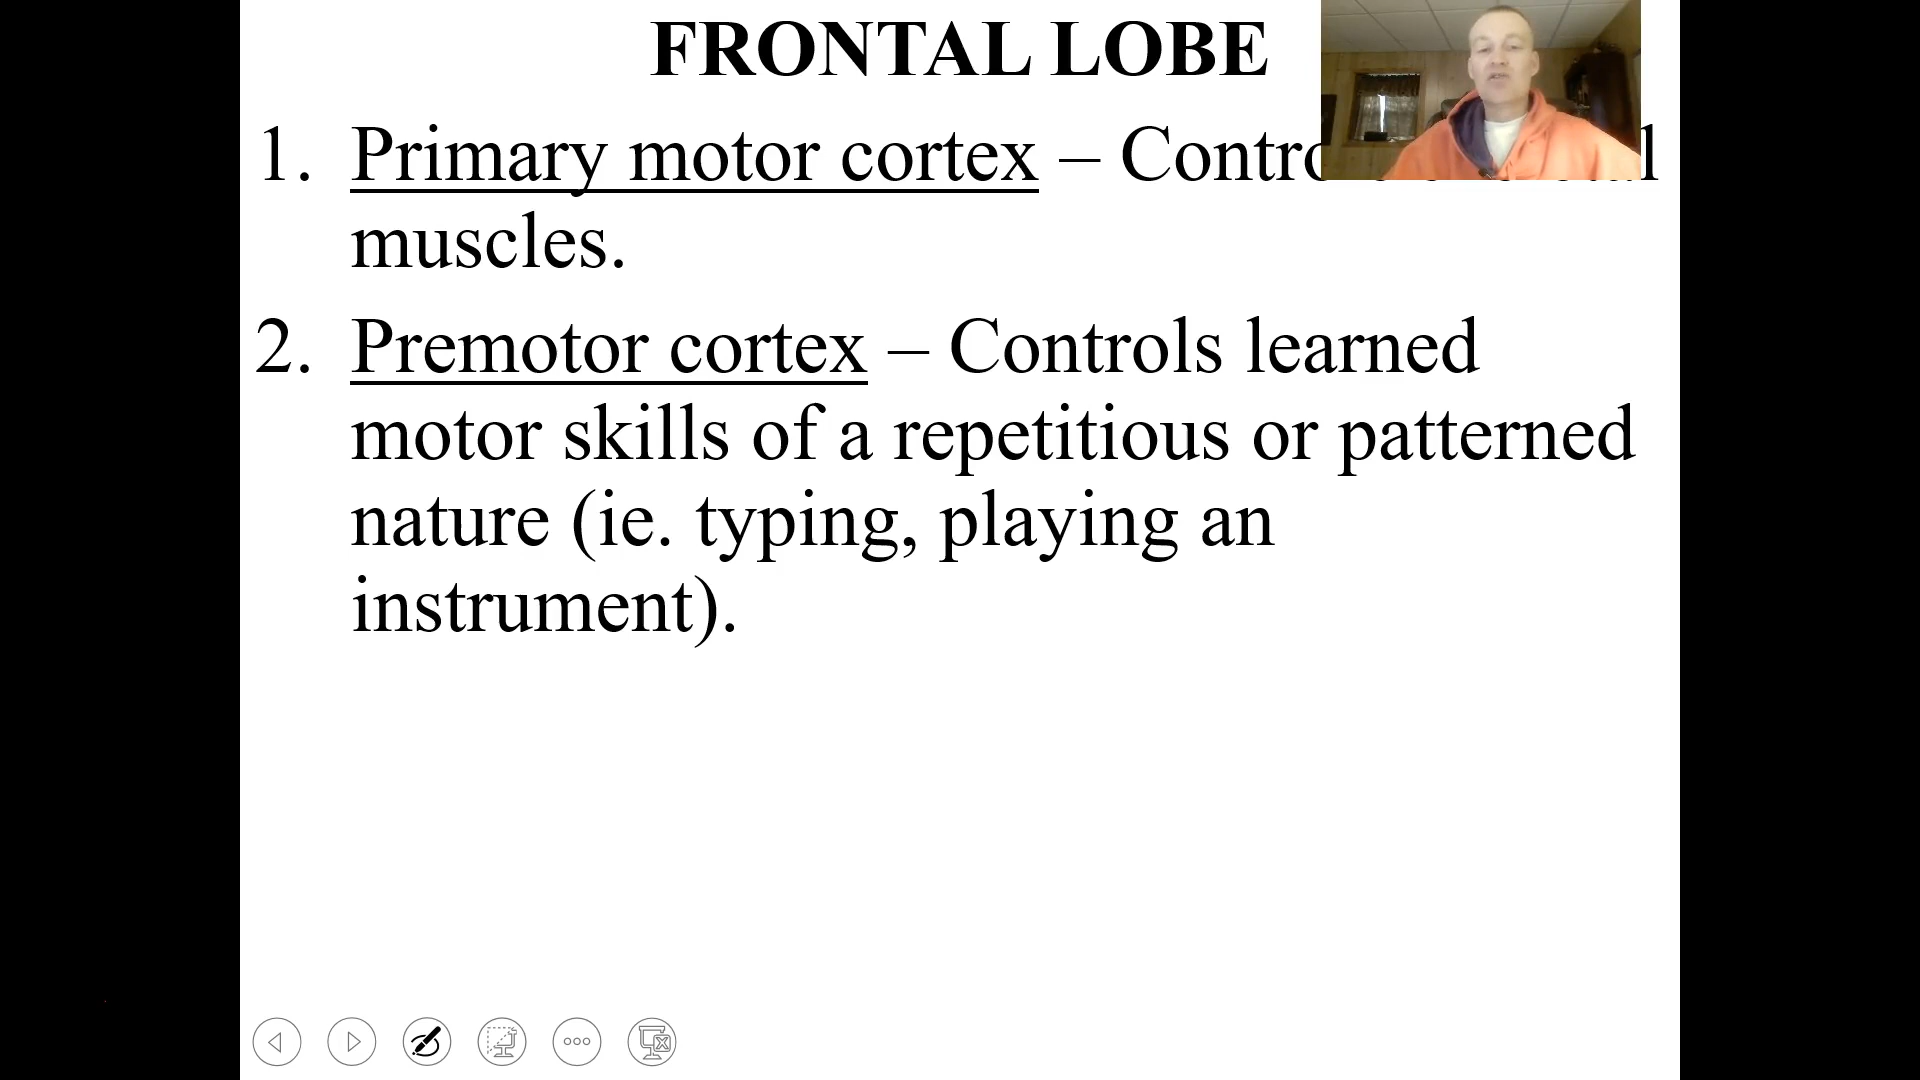 FRONTAL LOBE
1. Primary motor cortex – Contro
muscles.
2. Premotor cortex – Controls learned
motor skills of a repetitious or patterned
nature (ie. typing, playing an
instrument).